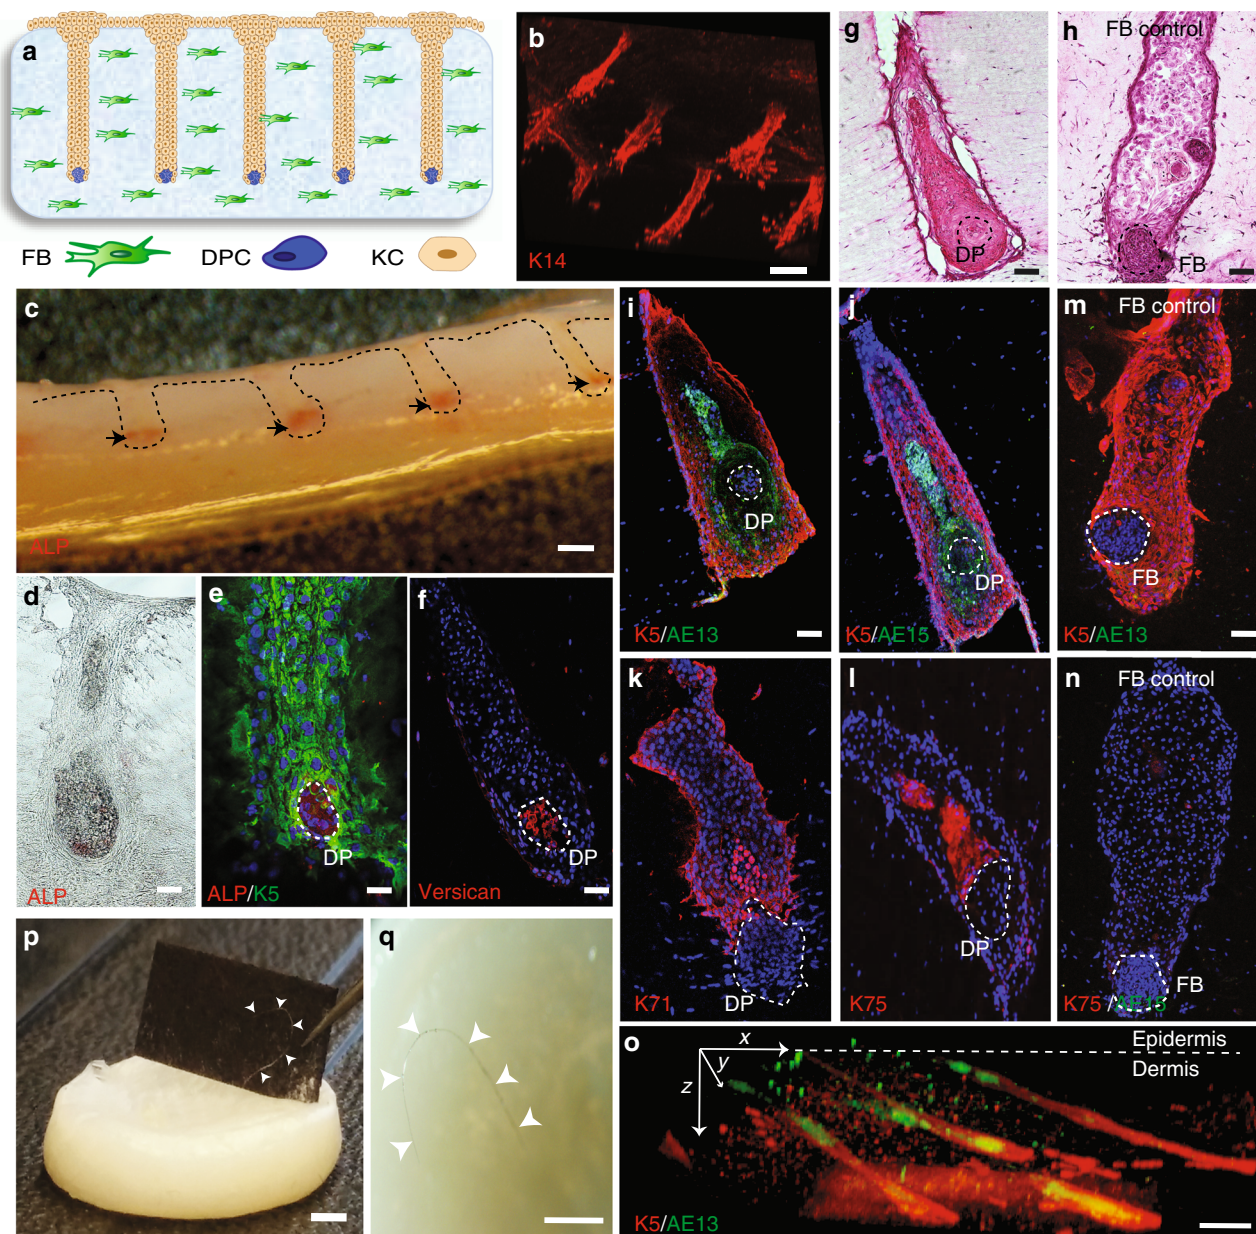 a
FB
DPC
KC
b
K14
g
DP
h
FB control
FB
c
ALP
i
DP
K5/AE13
j
DP
K5/AE15
m
FB control
FB
K5/AE13
d
ALP
e
DP
ALP/K5
f
DP
Versican
k
DP
K71
l
DP
K75
n
FB control
FB
K75 /AE15
p
q
o
x
y
z
Epidermis
Dermis
K5/AE13